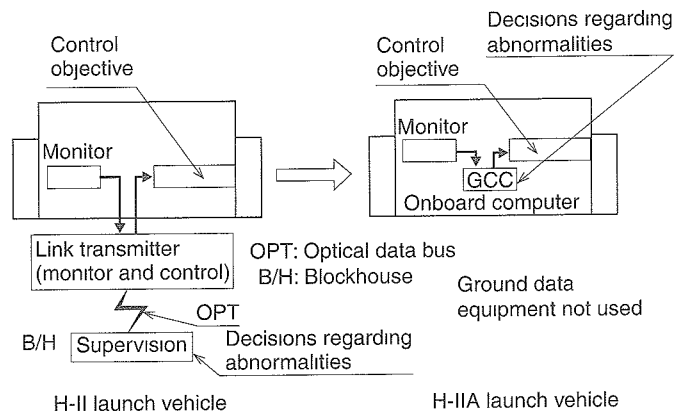 Control
objective
Monitor
Link transmitter
(monitor and control)
OPT: Optical data bus
B/H: Blockhouse
OPT
B/H
Supervision
Decisions regarding
abnormalities
H-II launch vehicle
Decisions regarding
abnormalities
Control
objective
Monitor
GCC
Onboard computer
Ground data
equipment not used
H-IIA launch vehicle